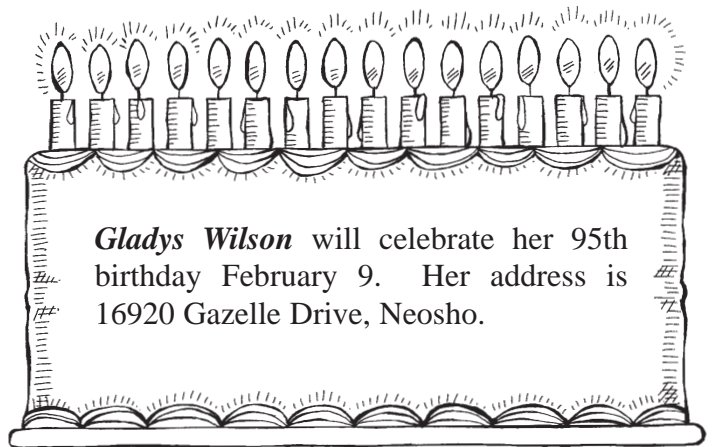 Gladys Wilson will celebrate her 95th
birthday February 9. Her address is
16920 Gazelle Drive, Neosho.